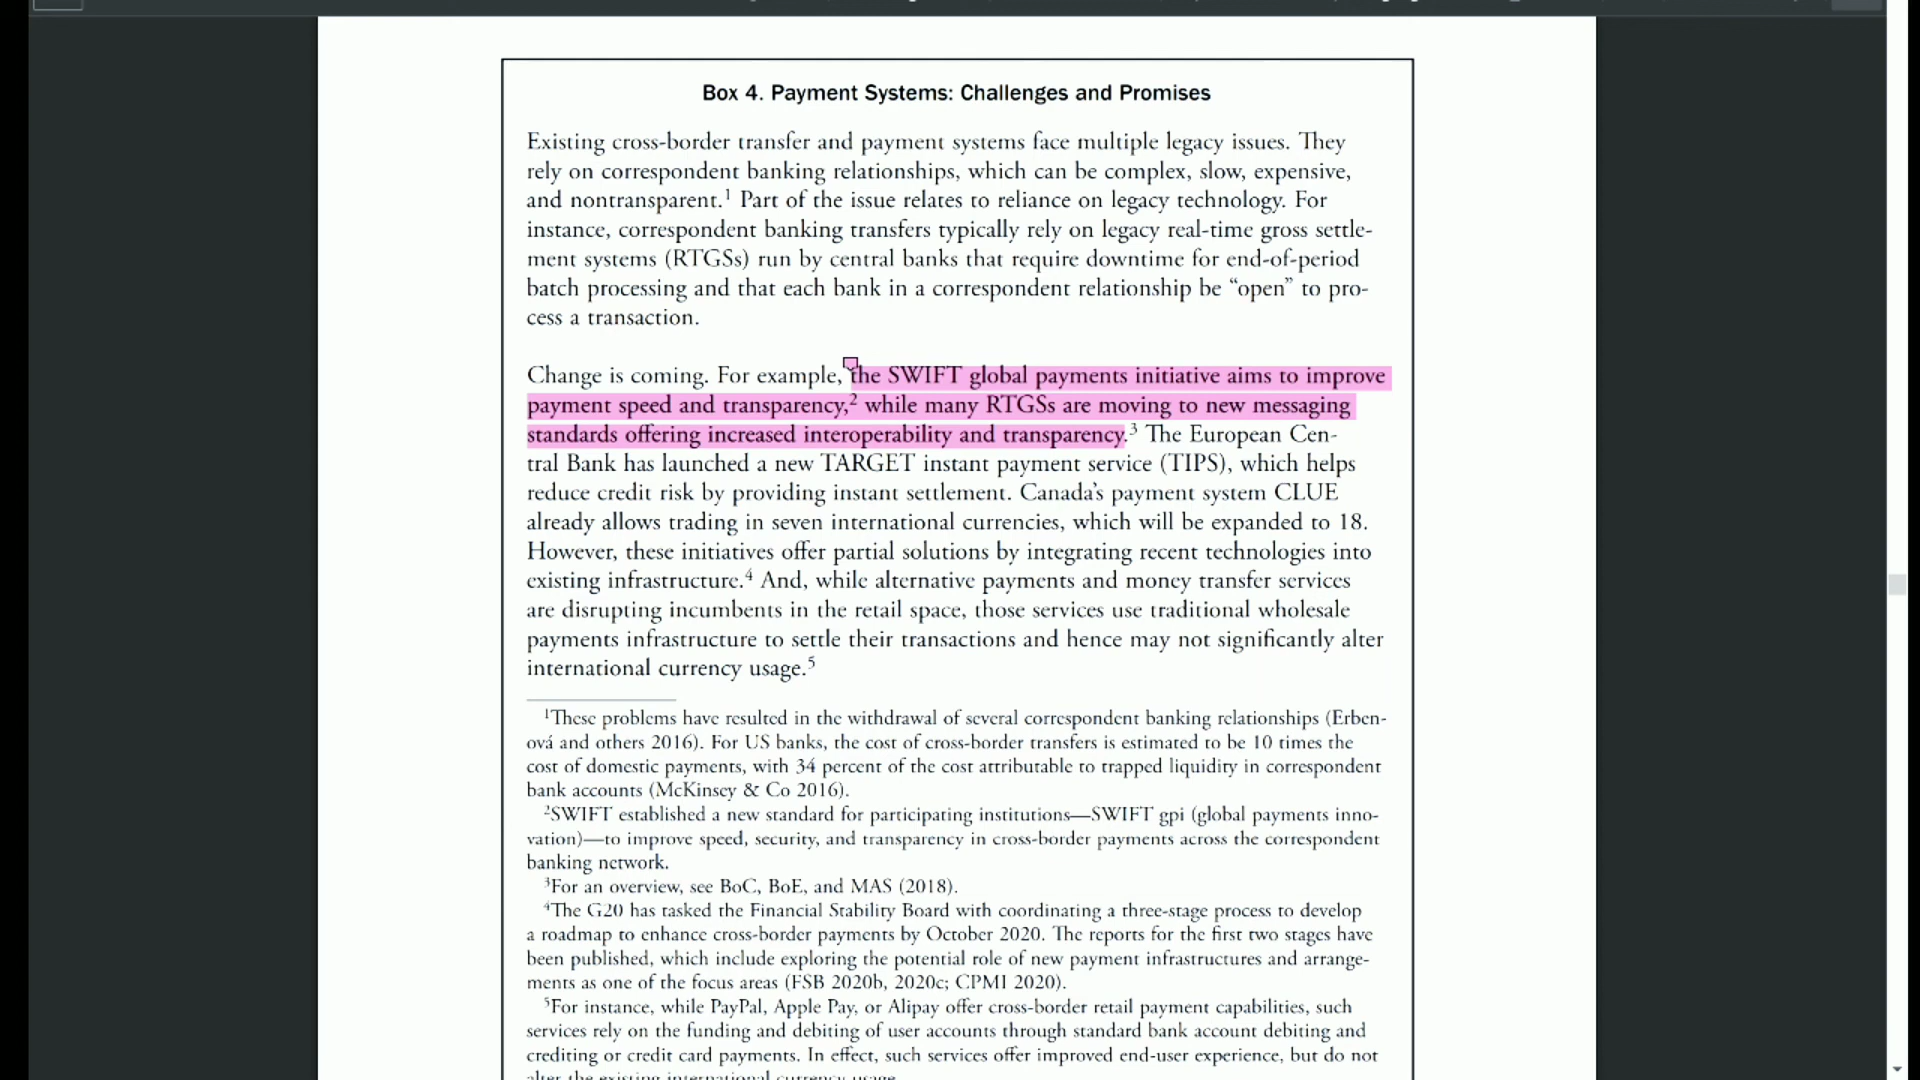 Box 4. Payment Systems: Challenges and Promises
Existing cross-border transfer and payment systems face multiple legacy issues. They
rely on correspondent banking relationships, which can be complex, slow, expensive,
and nontransparent.¹ Part of the issue relates to reliance on legacy technology. For
instance, correspondent banking transfers typically rely on legacy real-time gross settle-
ment systems (RTGSs) run by central banks that require downtime for end-of-period
batch processing and that each bank in a correspondent relationship be “open” to pro-
cess a transaction.
Change is coming. For example, the SWIFT global payments initiative aims to improve
payment speed and transparency,² while many RTGSs are moving to new messaging
standards offering increased interoperability and transparency.³ The European Cen-
tral Bank has launched a new TARGET instant payment service (TIPS), which helps
reduce credit risk by providing instant settlement. Canada’s payment system CLUE
already allows trading in seven international currencies, which will be expanded to 18.
However, these initiatives offer partial solutions by integrating recent technologies into
existing infrastructure.⁴ And, while alternative payments and money transfer services
are disrupting incumbents in the retail space, those services use traditional wholesale
payments infrastructure to settle their transactions and hence may not significantly alter
international currency usage.⁵
¹These problems have resulted in the withdrawal of several correspondent banking relationships (Erben-
ová and others 2016). For US banks, the cost of cross-border transfers is estimated to be 10 times the
cost of domestic payments, with 34 percent of the cost attributable to trapped liquidity in correspondent
bank accounts (McKinsey & Co 2016).
²SWIFT established a new standard for participating institutions—SWIFT gpi (global payments inno-
vation)—to improve speed, security, and transparency in cross-border payments across the correspondent
banking network.
³For an overview, see BoC, BoE, and MAS (2018).
⁴The G20 has tasked the Financial Stability Board with coordinating a three-stage process to develop
a roadmap to enhance cross-border payments by October 2020. The reports for the first two stages have
been published, which include exploring the potential role of new payment infrastructures and arrange-
ments as one of the focus areas (FSB 2020b, 2020c; CPMI 2020).
⁵For instance, while PayPal, Apple Pay, or Alipay offer cross-border retail payment capabilities, such
services rely on the funding and debiting of user accounts through standard bank account debiting and
crediting or credit card payments. In effect, such services offer improved end-user experience, but do not
alter the existing international currency usage.